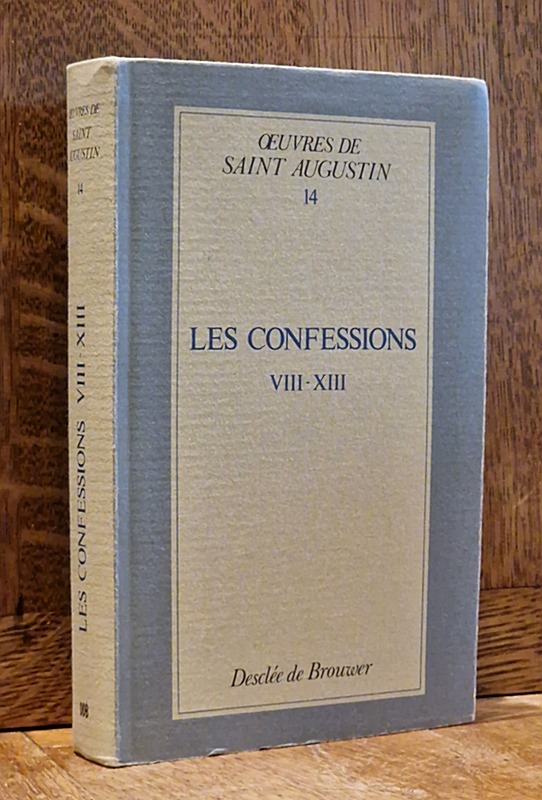 ŒUVRES DE
SAINT
AUGUSTIN
14
LES CONFESSIONS VIII-XIII
ŒUVRES DE
SAINT AUGUSTIN
14
LES CONFESSIONS
VIII-XIII
Desclée de Brouwer